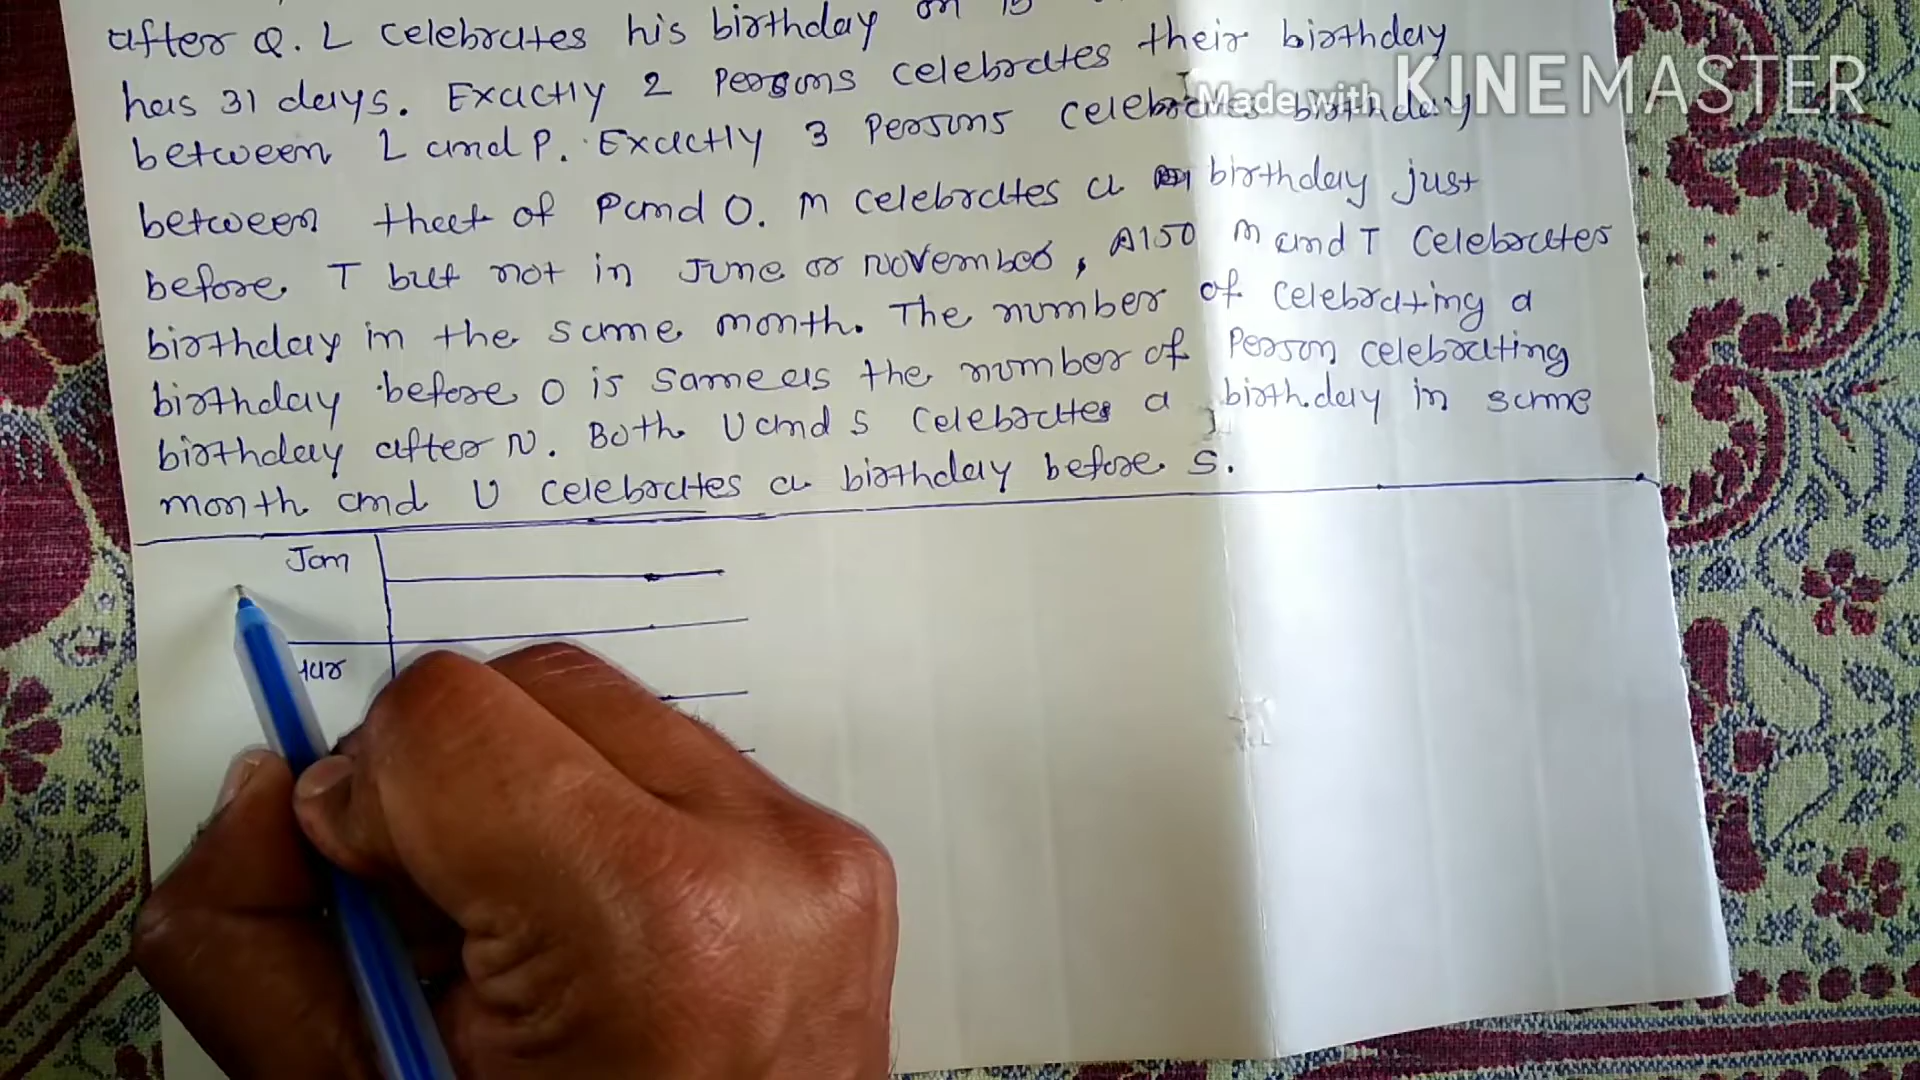 after Q. L celebrates his birthday on 15
has 31 days. Exactly 2 Persons celebrates their birthday
between L and P. Exactly 3 Persons celebrates birthday
between that of P and O. M celebrates a birthday just
before T but not in June or November, Also M and T celebrates
birthday in the same month. The number of celebrating a
birthday before O is same as the number of Person celebrating
birthday after N. Both U and S celebrates a birthday in same
month and U celebrates a birthday before S.
Jan
Made with KINEMASTER